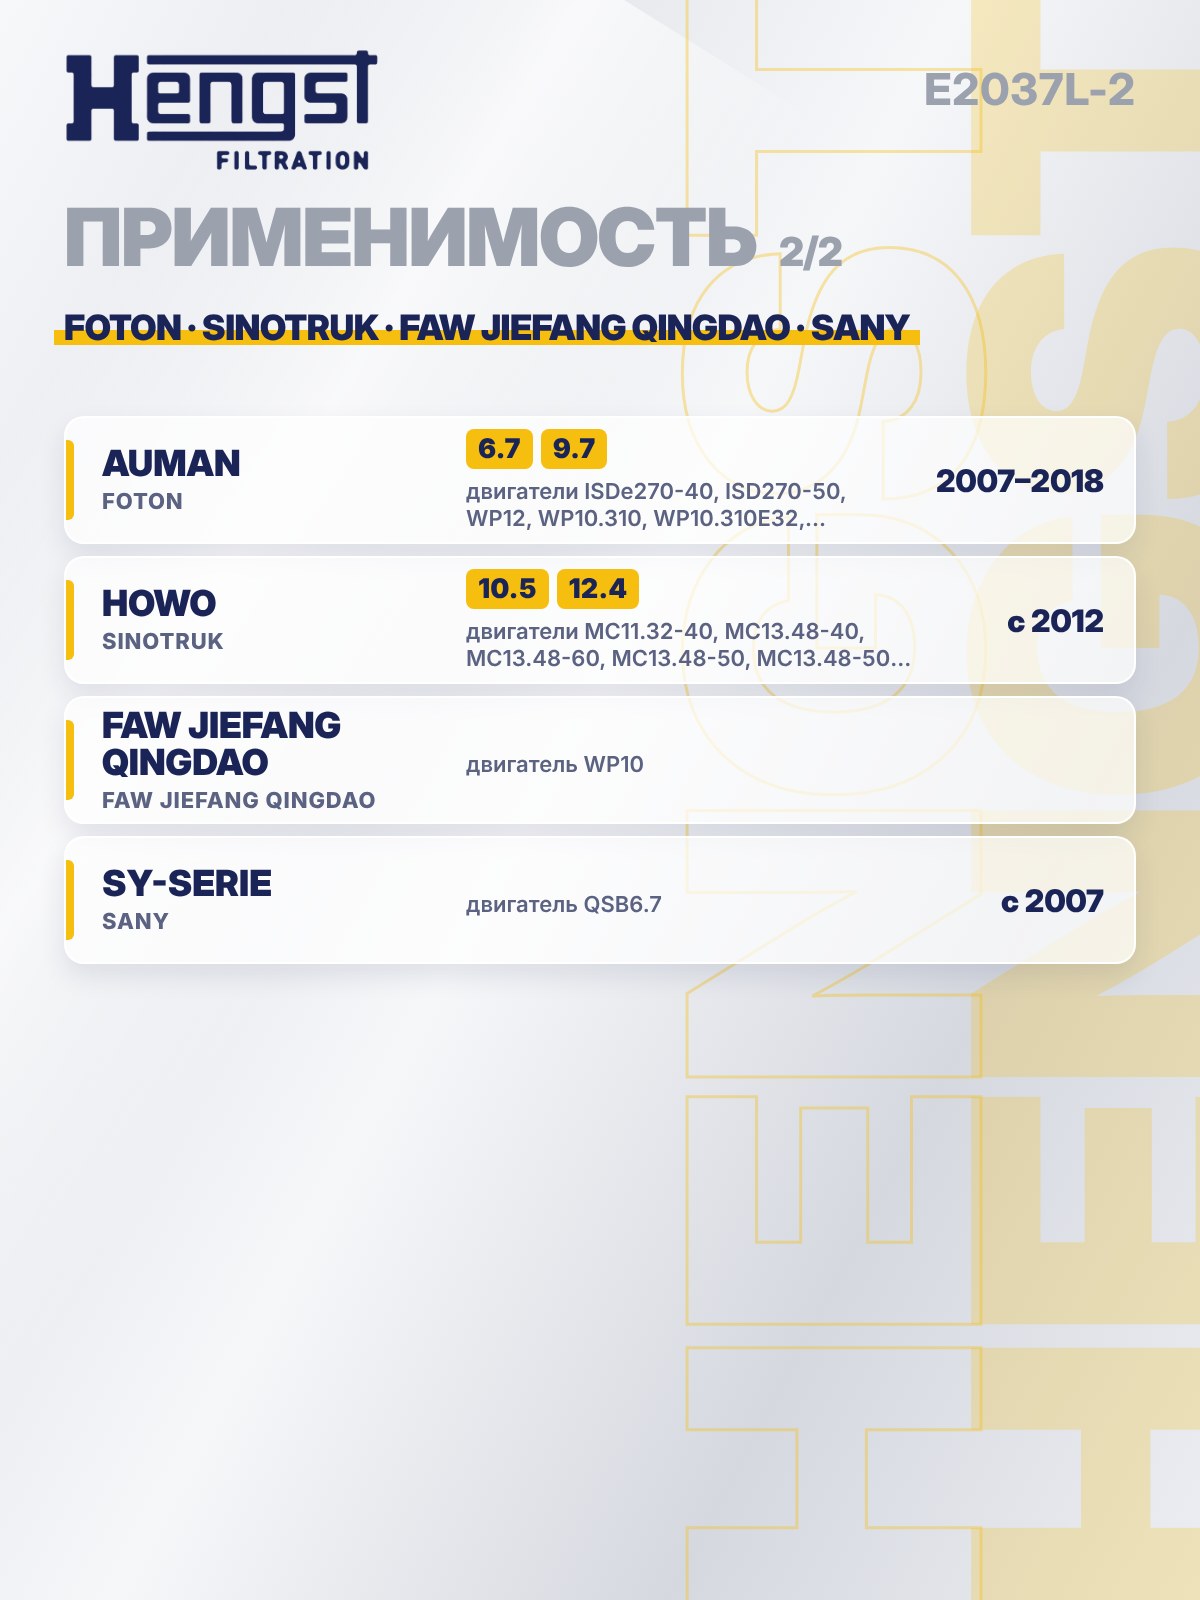 Hengst
FILTRATION
E2037L-2
ПРИМЕНИМОСТЬ 2/2
FOTON · SINOTRUK · FAW JIEFANG QINGDAO · SANY
AUMAN
FOTON
6.7 9.7
двигатели ISDe270-40, ISD270-50,
WP12, WP10.310, WP10.310E32,...
2007–2018
HOWO
SINOTRUK
10.5 12.4
двигатели MC11.32-40, MC13.48-40,
MC13.48-60, MC13.48-50, MC13.48-50...
с 2012
FAW JIEFANG
QINGDAO
FAW JIEFANG QINGDAO
двигатель WP10
SY-SERIE
SANY
двигатель QSB6.7
с 2007
HENGST
HENGST